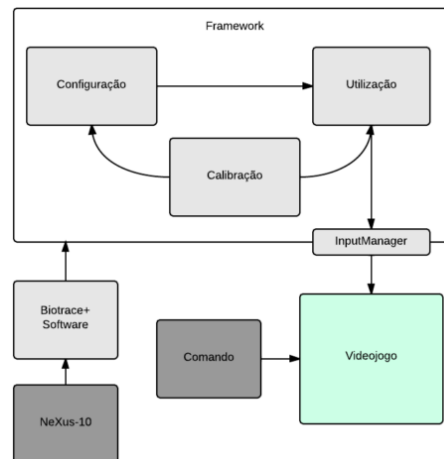 Framework
Configuração
Utilização
Calibração
InputManager
Biotrace+
Software
Comando
Videojogo
NeXus-10